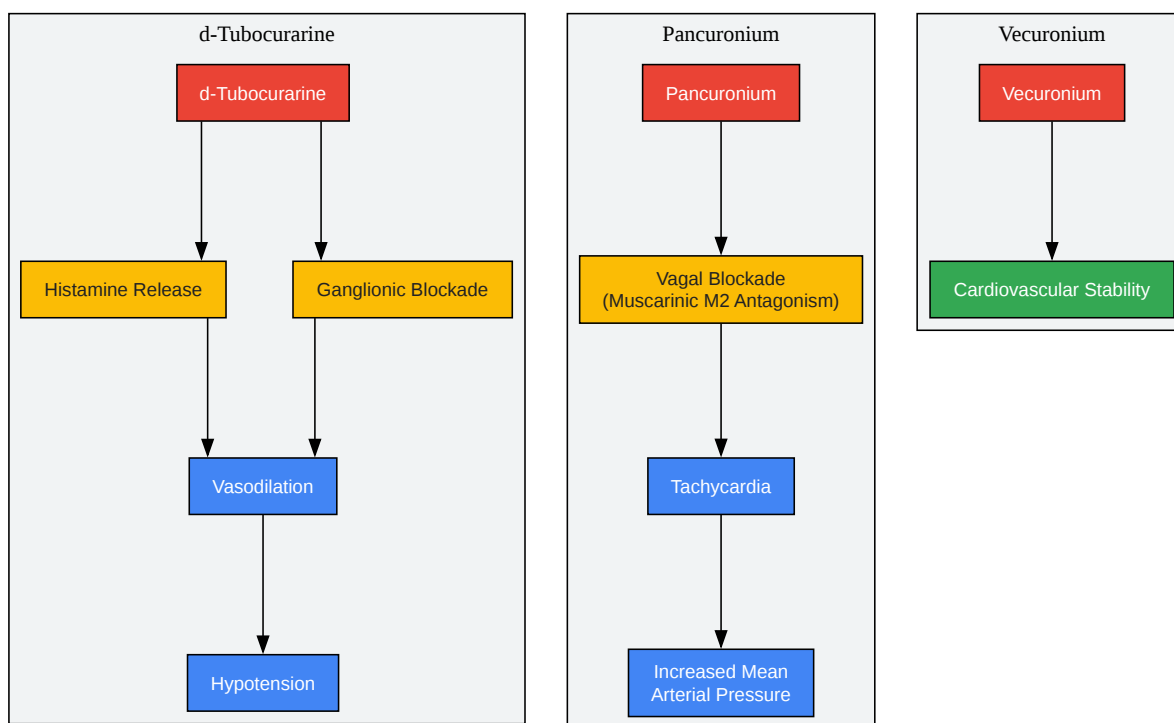 d-Tubocurarine
d-Tubocurarine
Histamine Release
Ganglionic Blockade
Vasodilation
Hypotension
Pancuronium
Pancuronium
Vagal Blockade
(Muscarinic M2 Antagonism)
Tachycardia
Increased Mean
Arterial Pressure
Vecuronium
Vecuronium
Cardiovascular Stability